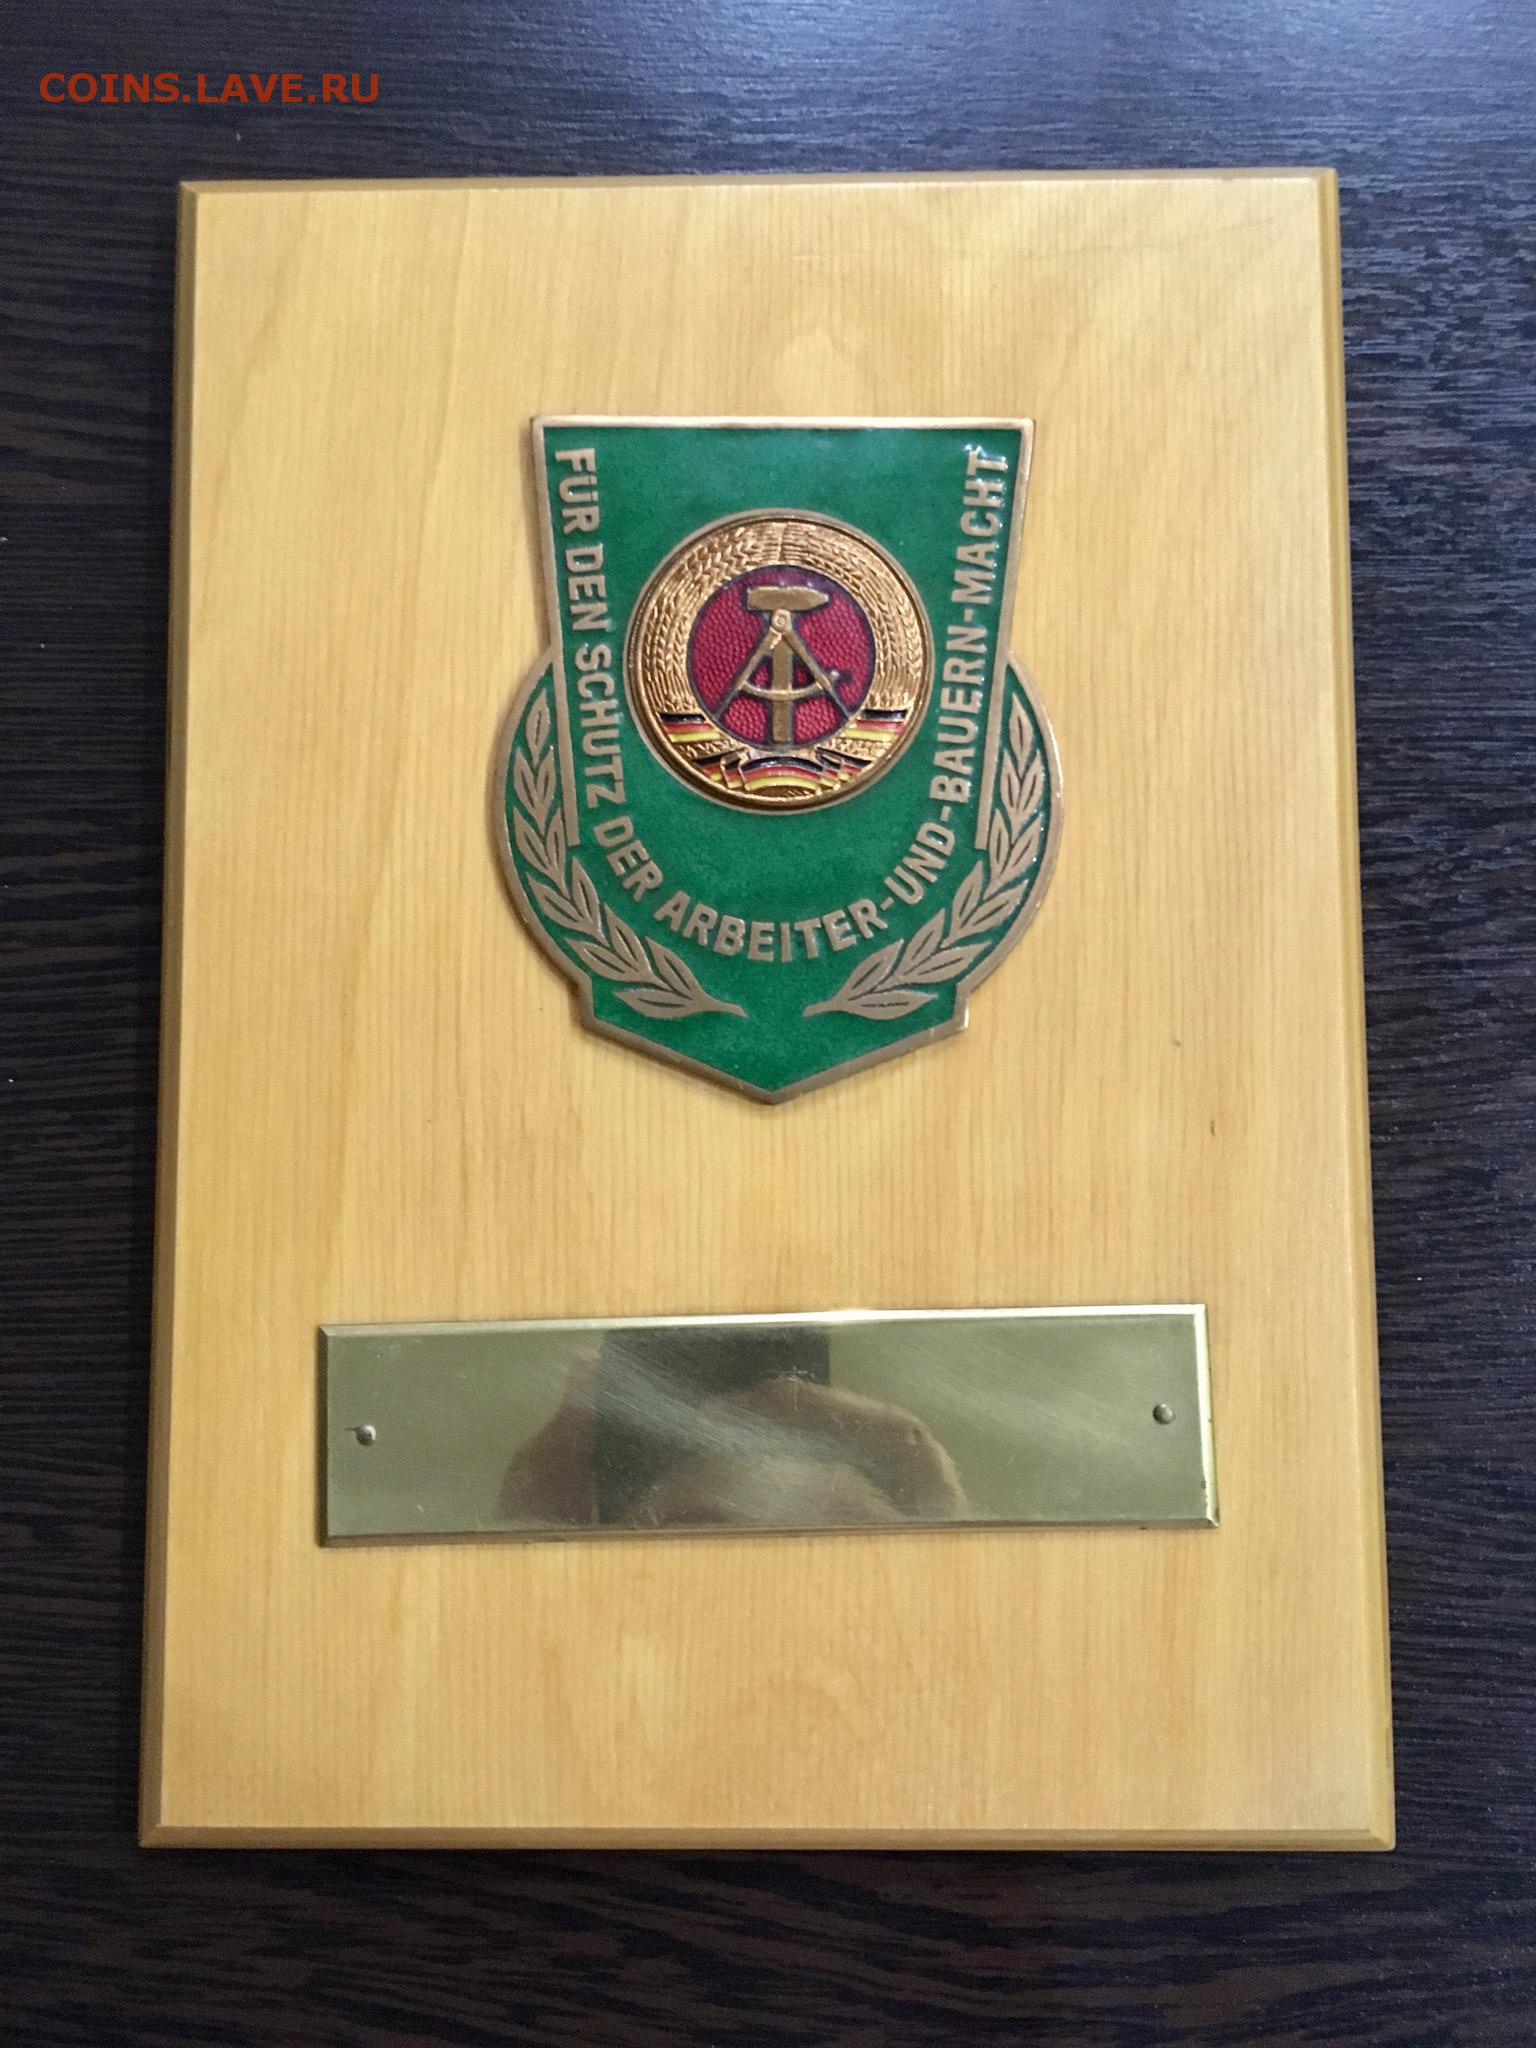 COINS.LAVE.RU
FÜR DEN SCHUTZ DER ARBEITER-UND-BAUERN-MACHT